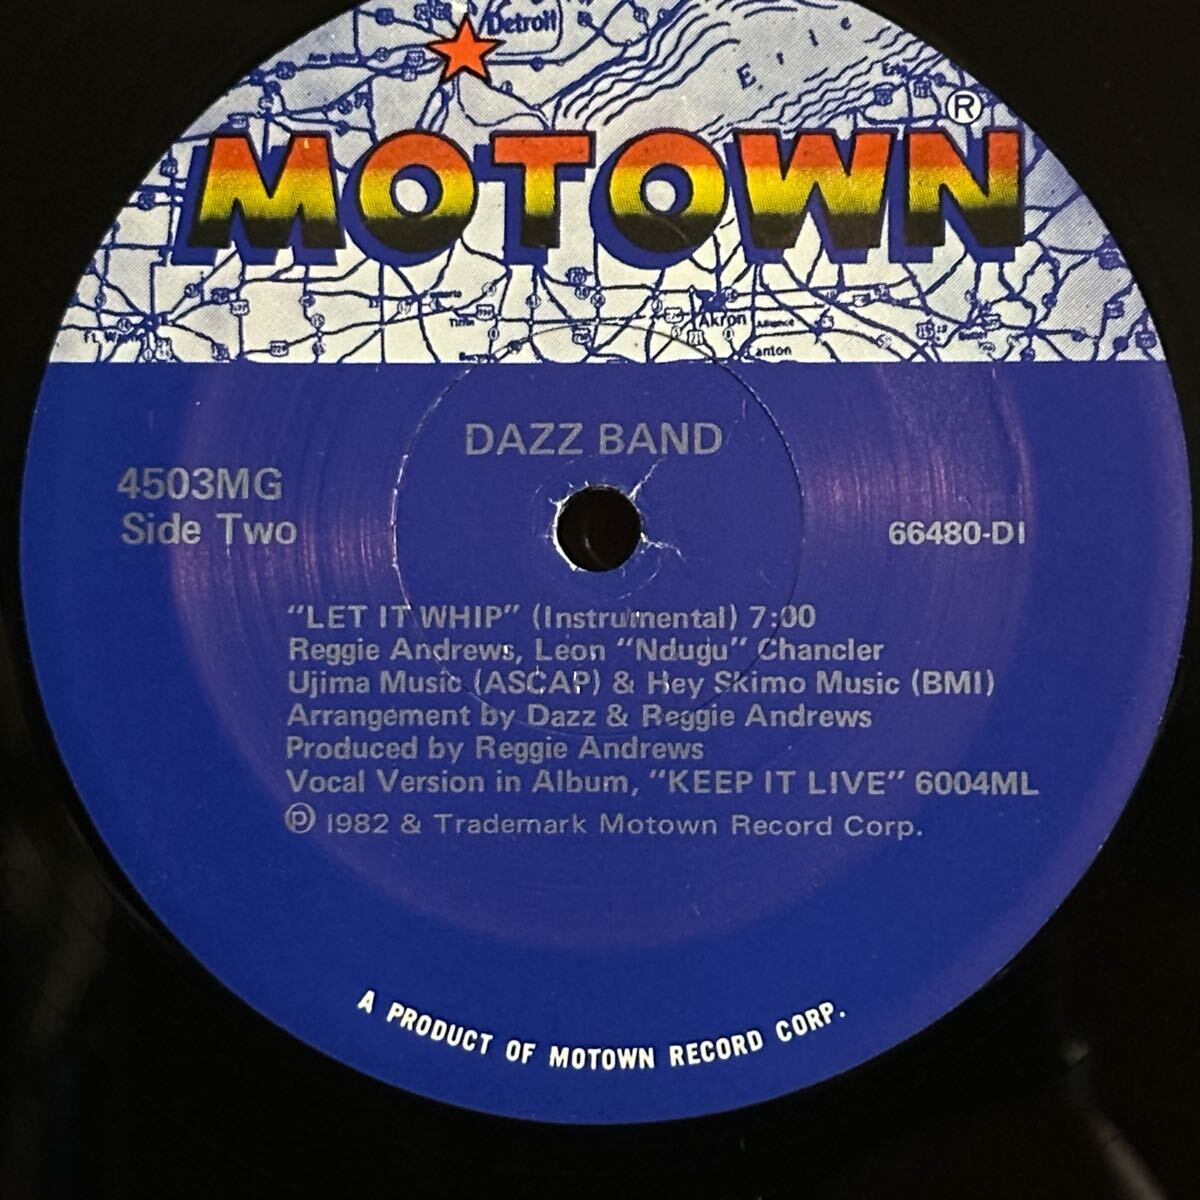 Detroit
Erie
Erie
MOTOWN®
Akron
Alliance
Canton
DAZZ BAND
4503MG
Side Two
66480-DI
"LET IT WHIP" (Instrumental) 7:00
Reggie Andrews, Leon "Ndugu" Chancler
Ujima Music (ASCAP) & Hey Skimo Music (BMI)
Arrangement by Dazz & Reggie Andrews
Produced by Reggie Andrews
Vocal Version in Album, "KEEP IT LIVE" 6004ML
℗ 1982 & Trademark Motown Record Corp.
A PRODUCT OF MOTOWN RECORD CORP.